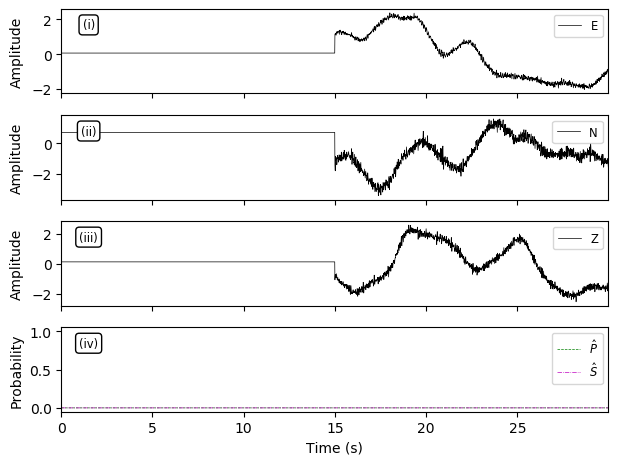 Amplitude
2
0
−2
(i)
E
Amplitude
0
−2
(ii)
N
Amplitude
2
0
−2
(iii)
Z
Probability
1.0
0.5
0.0
(iv)
P̂
Ŝ
0 5 10 15 20 25
Time (s)